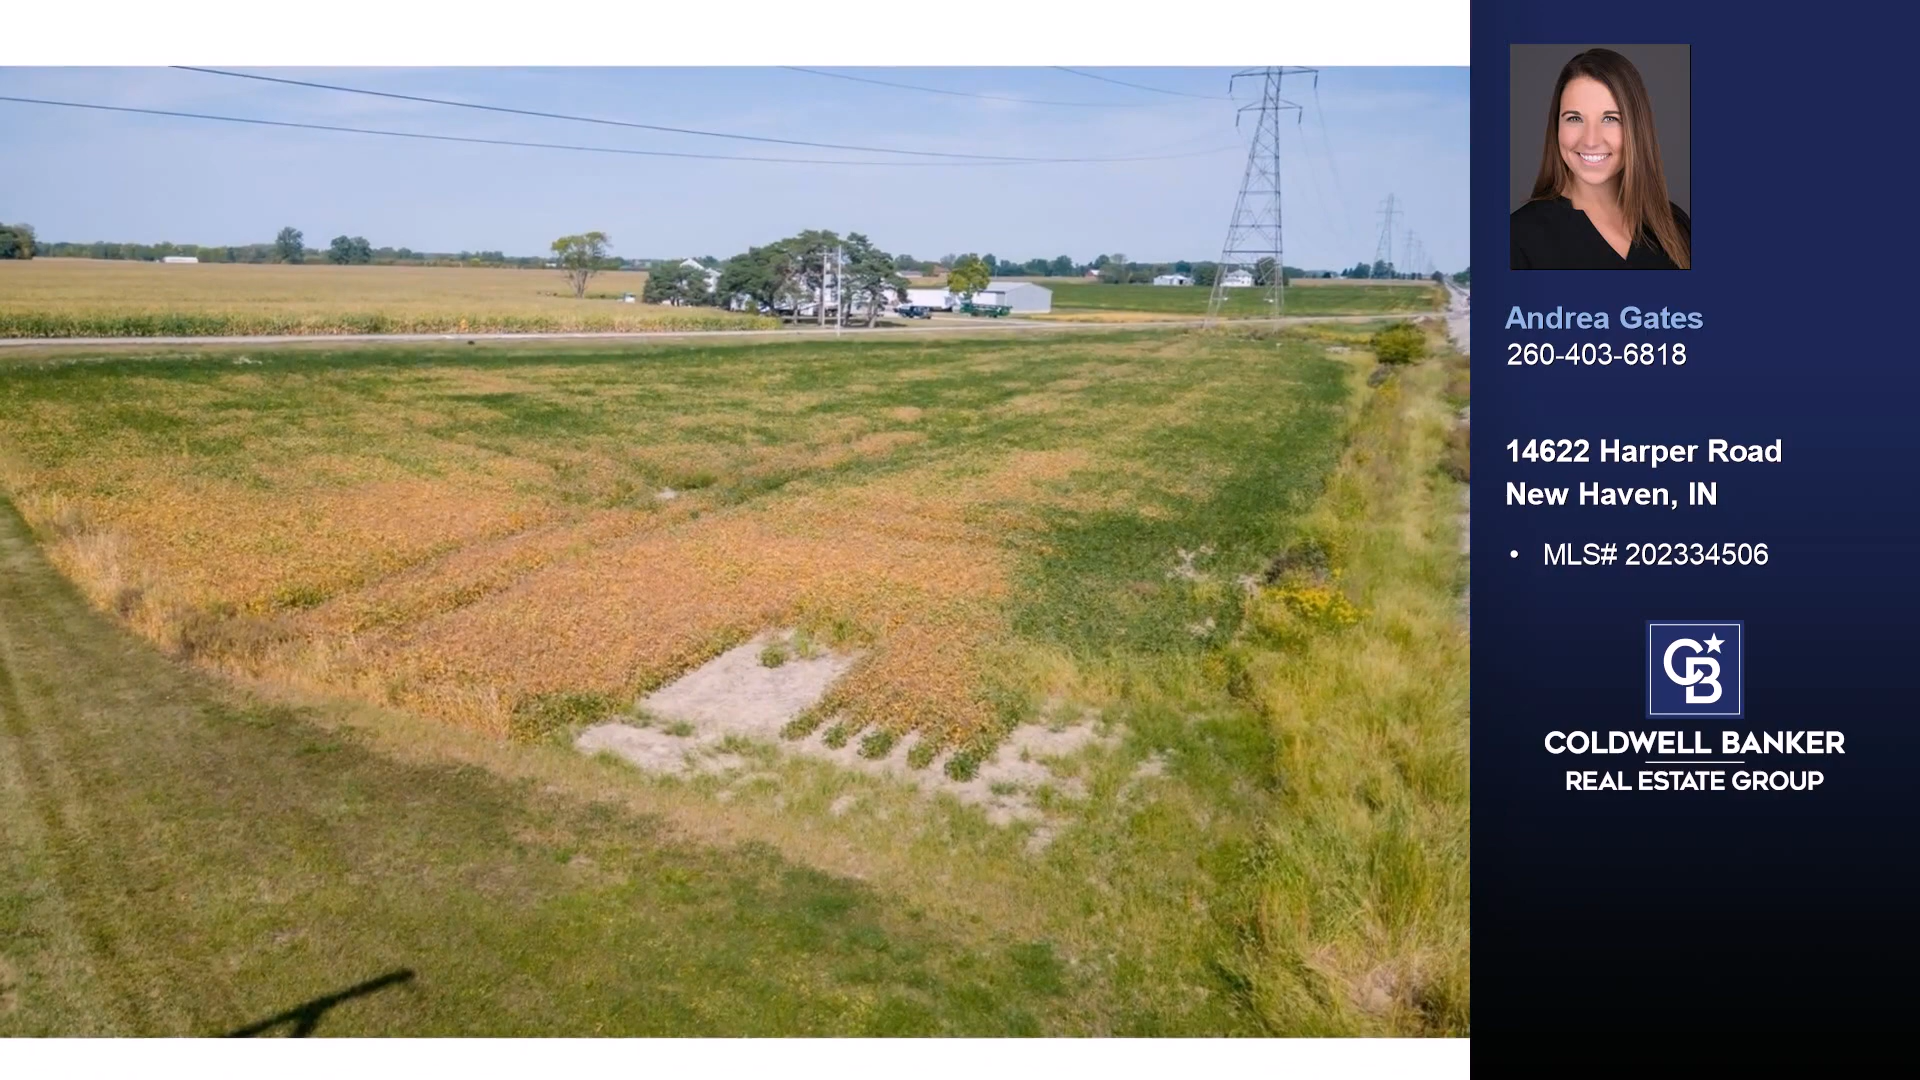 Andrea Gates
260-403-6818
14622 Harper Road
New Haven, IN
• MLS# 202334506
CB
COLDWELL BANKER
REAL ESTATE GROUP